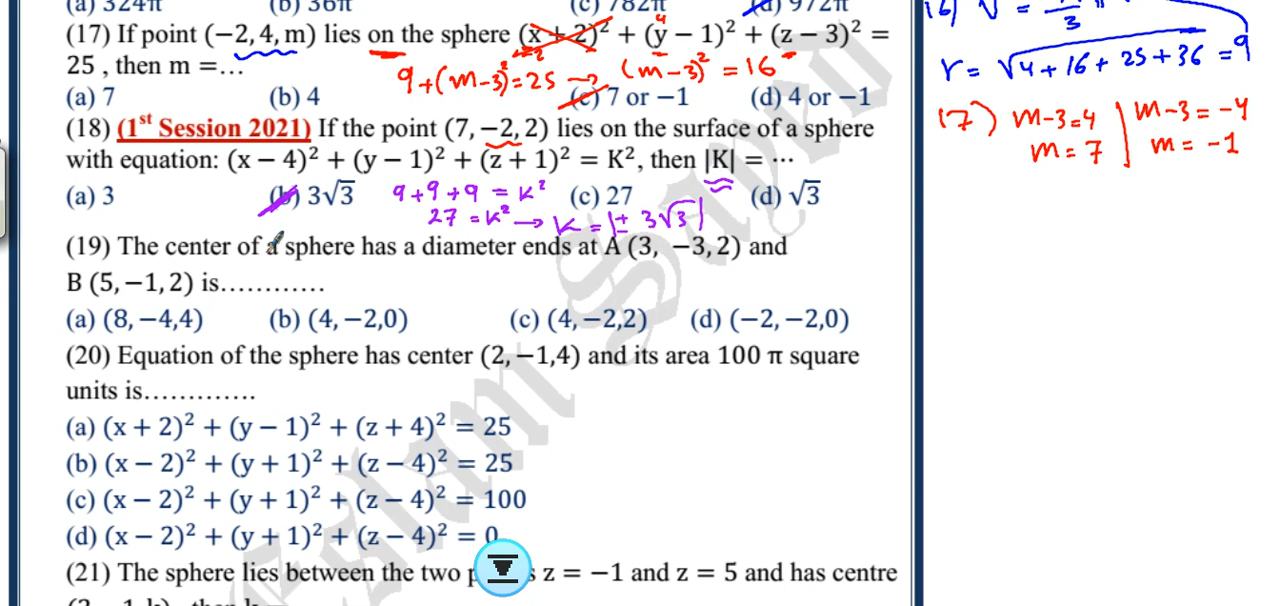 (a) 324π (b) 36π (c) 782π (d) 972π
(17) If point (−2, 4, m) lies on the sphere (x + 2)² + (y − 1)² + (z − 3)² =
25 , then m =...
9 + (m−3)² = 25 → (m−3)² = 16
(a) 7 (b) 4 (c) 7 or −1 (d) 4 or −1
(18) (1st Session 2021) If the point (7, −2, 2) lies on the surface of a sphere
with equation: (x − 4)² + (y − 1)² + (z + 1)² = K², then |K| = ⋯
(a) 3 (b) 3√3 (c) 27 (d) √3
9 + 9 + 9 = K²
27 = K² → K = |± 3√3|
(19) The center of a sphere has a diameter ends at A (3, −3, 2) and
B (5, −1, 2) is…………
(a) (8, −4,4) (b) (4, −2,0) (c) (4, −2,2) (d) (−2, −2,0)
(20) Equation of the sphere has center (2, −1,4) and its area 100 π square
units is………….
(a) (x + 2)² + (y − 1)² + (z + 4)² = 25
(b) (x − 2)² + (y + 1)² + (z − 4)² = 25
(c) (x − 2)² + (y + 1)² + (z − 4)² = 100
(d) (x − 2)² + (y + 1)² + (z − 4)² = 0
(21) The sphere lies between the two z = −1 and z = 5 and has centre
16) V =
r = √4 + 16 + 25 + 36 = 9
(7) m−3=4 m−3=−4
m = 7 m = −1
Eslam Sayed